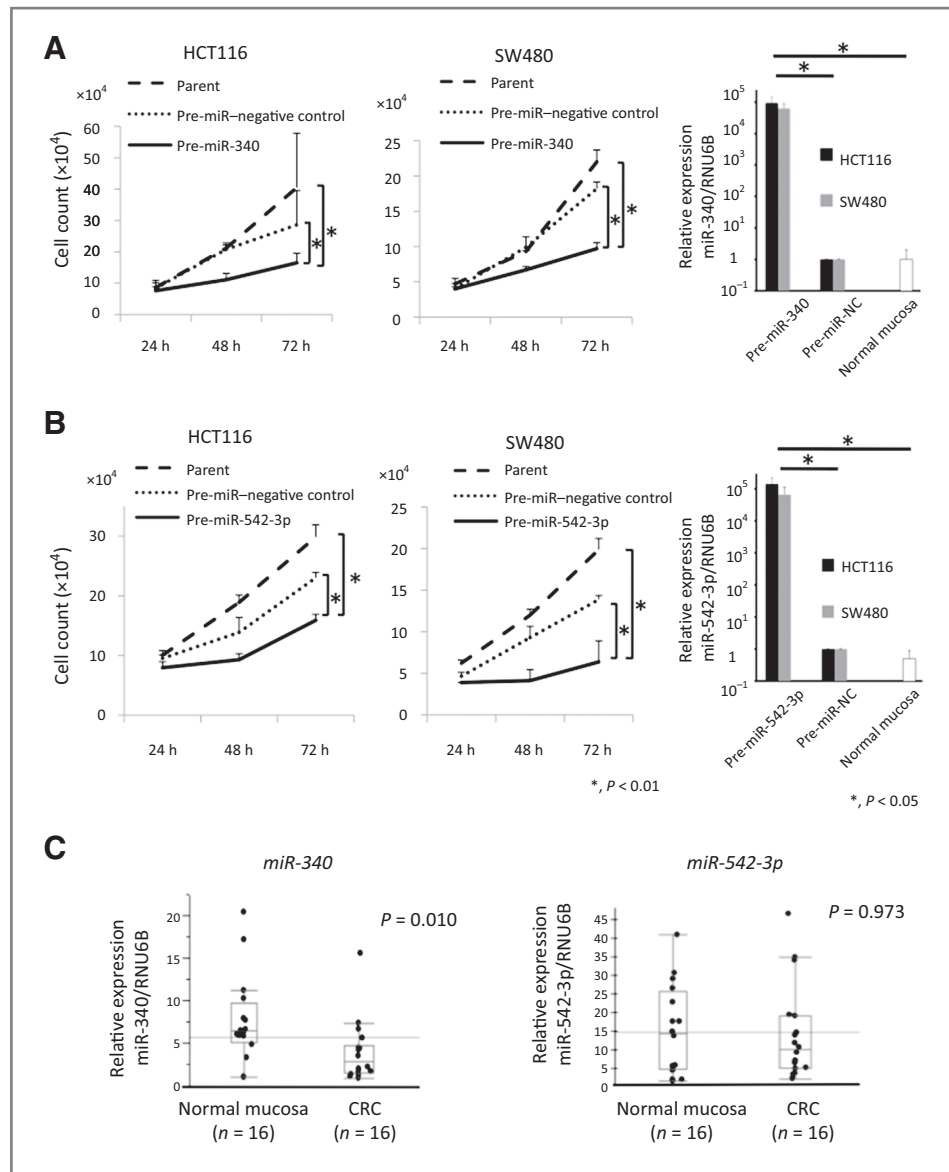 A
HCT116
Parent
Pre-miR–negative control
Pre-miR-340
×10⁴
Cell count (×10⁴)
60
50
40
30
20
10
0
24 h 48 h 72 h
* *
SW480
Parent
Pre-miR–negative control
Pre-miR-340
×10⁴
25
20
15
10
5
0
24 h 48 h 72 h
* *
*
*
Relative expression
miR-340/RNU6B
10⁵
10⁴
10³
10²
10¹
1
10⁻¹
HCT116
SW480
Pre-miR-340
Pre-miR-NC
Normal mucosa
B
HCT116
Parent
Pre-miR–negative control
Pre-miR-542-3p
×10⁴
Cell count (×10⁴)
30
20
10
0
24 h 48 h 72 h
* *
SW480
Parent
Pre-miR–negative control
Pre-miR-542-3p
×10⁴
25
20
15
10
5
0
24 h 48 h 72 h
* *
*, P < 0.01
*
*
Relative expression
miR-542-3p/RNU6B
10⁵
10⁴
10³
10²
10¹
1
10⁻¹
HCT116
SW480
Pre-miR-542-3p
Pre-miR-NC
Normal mucosa
*, P < 0.05
C
miR-340
P = 0.010
Relative expression
miR-340/RNU6B
20
15
10
5
0
Normal mucosa CRC
(n = 16) (n = 16)
miR-542-3p
P = 0.973
Relative expression
miR-542-3p/RNU6B
45
40
35
30
25
20
15
10
5
0
Normal mucosa CRC
(n = 16) (n = 16)